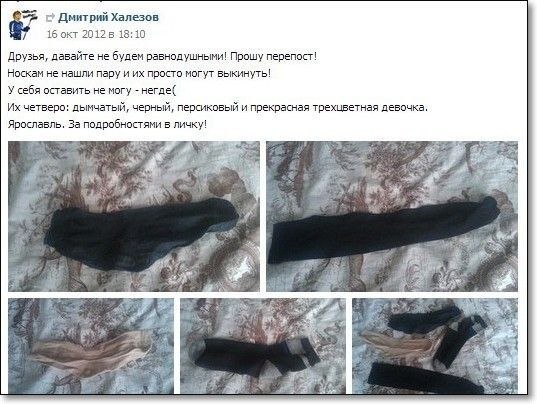 Дмитрий Халезов
16 окт 2012 в 18:10
Друзья, давайте не будем равнодушными! Прошу перепост!
Носкам не нашли пару и их просто могут выкинуть!
У себя оставить не могу - негде(
Их четверо: дымчатый, черный, персиковый и прекрасная трехцветная девочка.
Ярославль. За подробностями в личку!